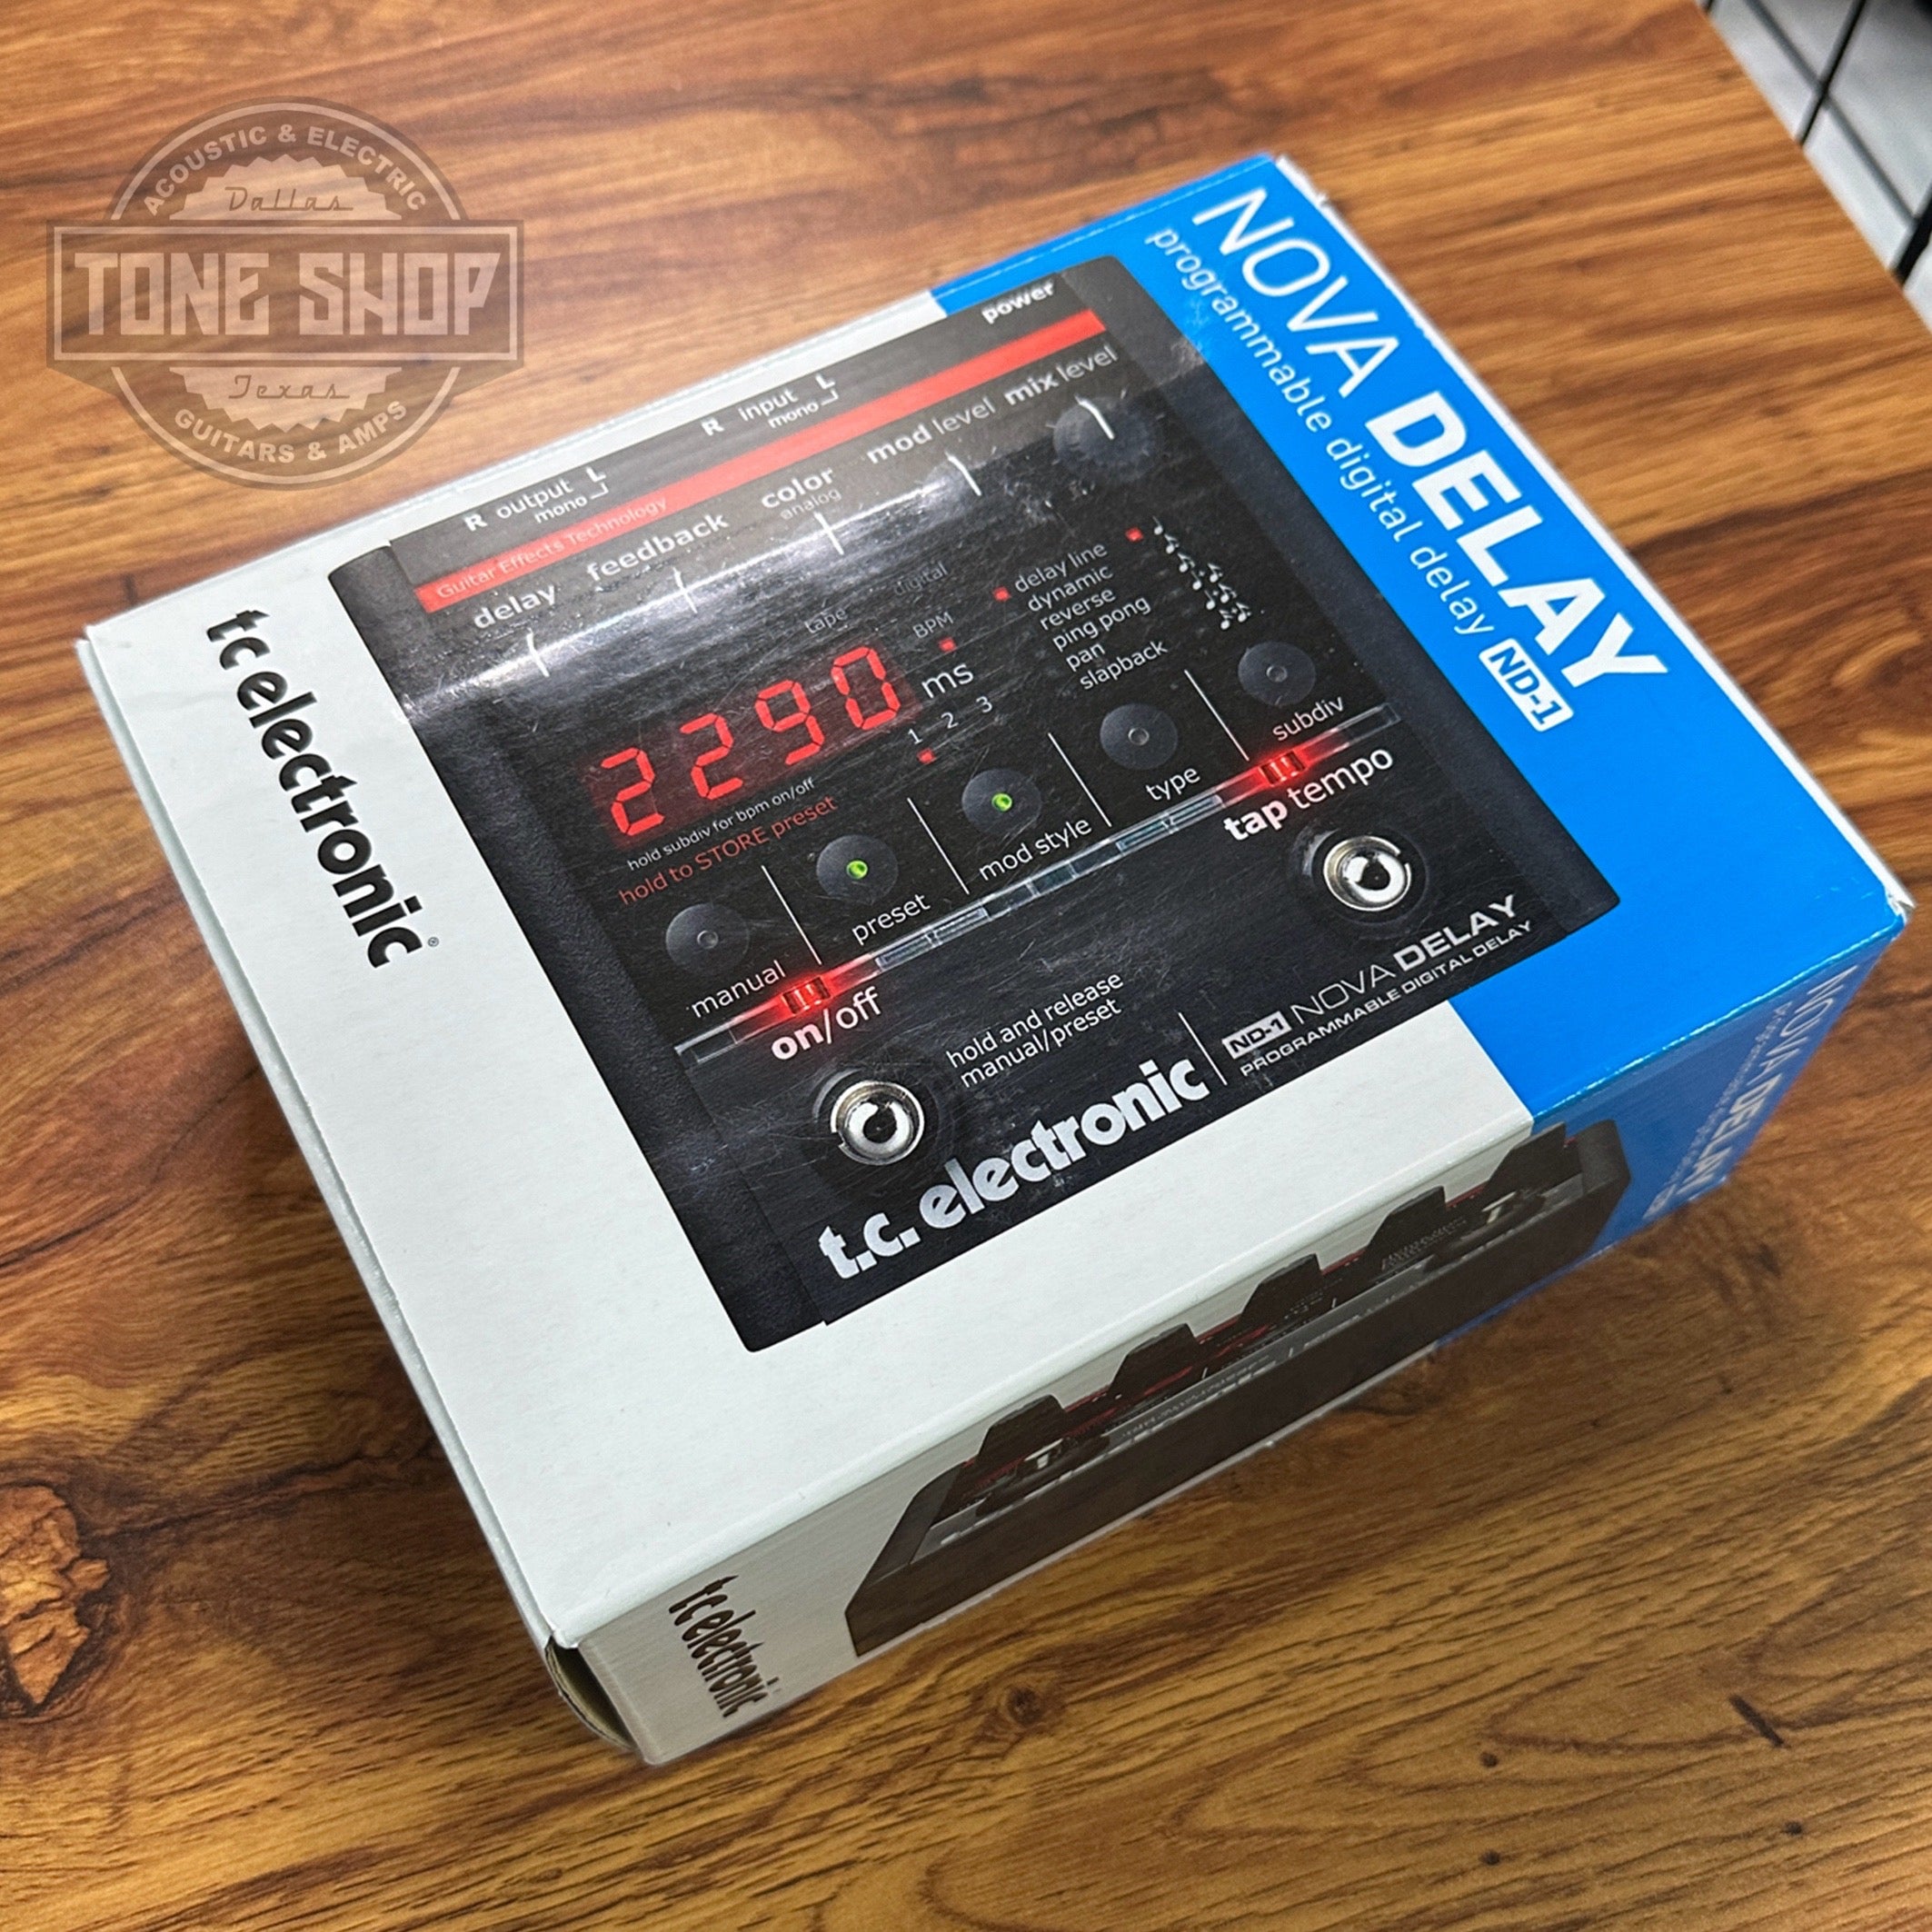 ACOUSTIC & ELECTRIC
Dallas
TONE SHOP
Texas
GUITARS & AMPS
NOVA DELAY
programmable digital delay ND-1
tc electronic®
power
R output L
mono
R input L
mono
Guitar Effects Technology
delay feedback color mod level mix level
analog
tape digital
BPM
2290 ms
delay line
dynamic
reverse
ping pong
pan
slapback
1 2 3
hold subdiv for bpm on/off
hold to STORE preset
manual preset mod style type subdiv
on/off
tap tempo
hold and release
manual/preset
t.c. electronic
ND-1 NOVA DELAY
PROGRAMMABLE DIGITAL DELAY
tc electronic
NOVA DELAY